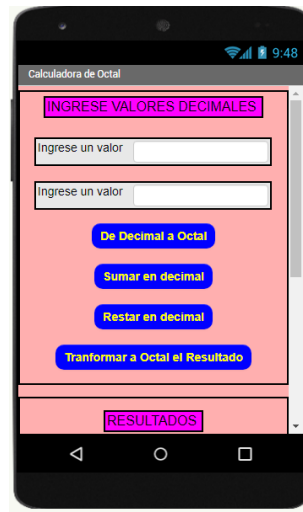 9:48
Calculadora de Octal
INGRESE VALORES DECIMALES
Ingrese un valor
Ingrese un valor
De Decimal a Octal
Sumar en decimal
Restar en decimal
Tranformar a Octal el Resultado
RESULTADOS